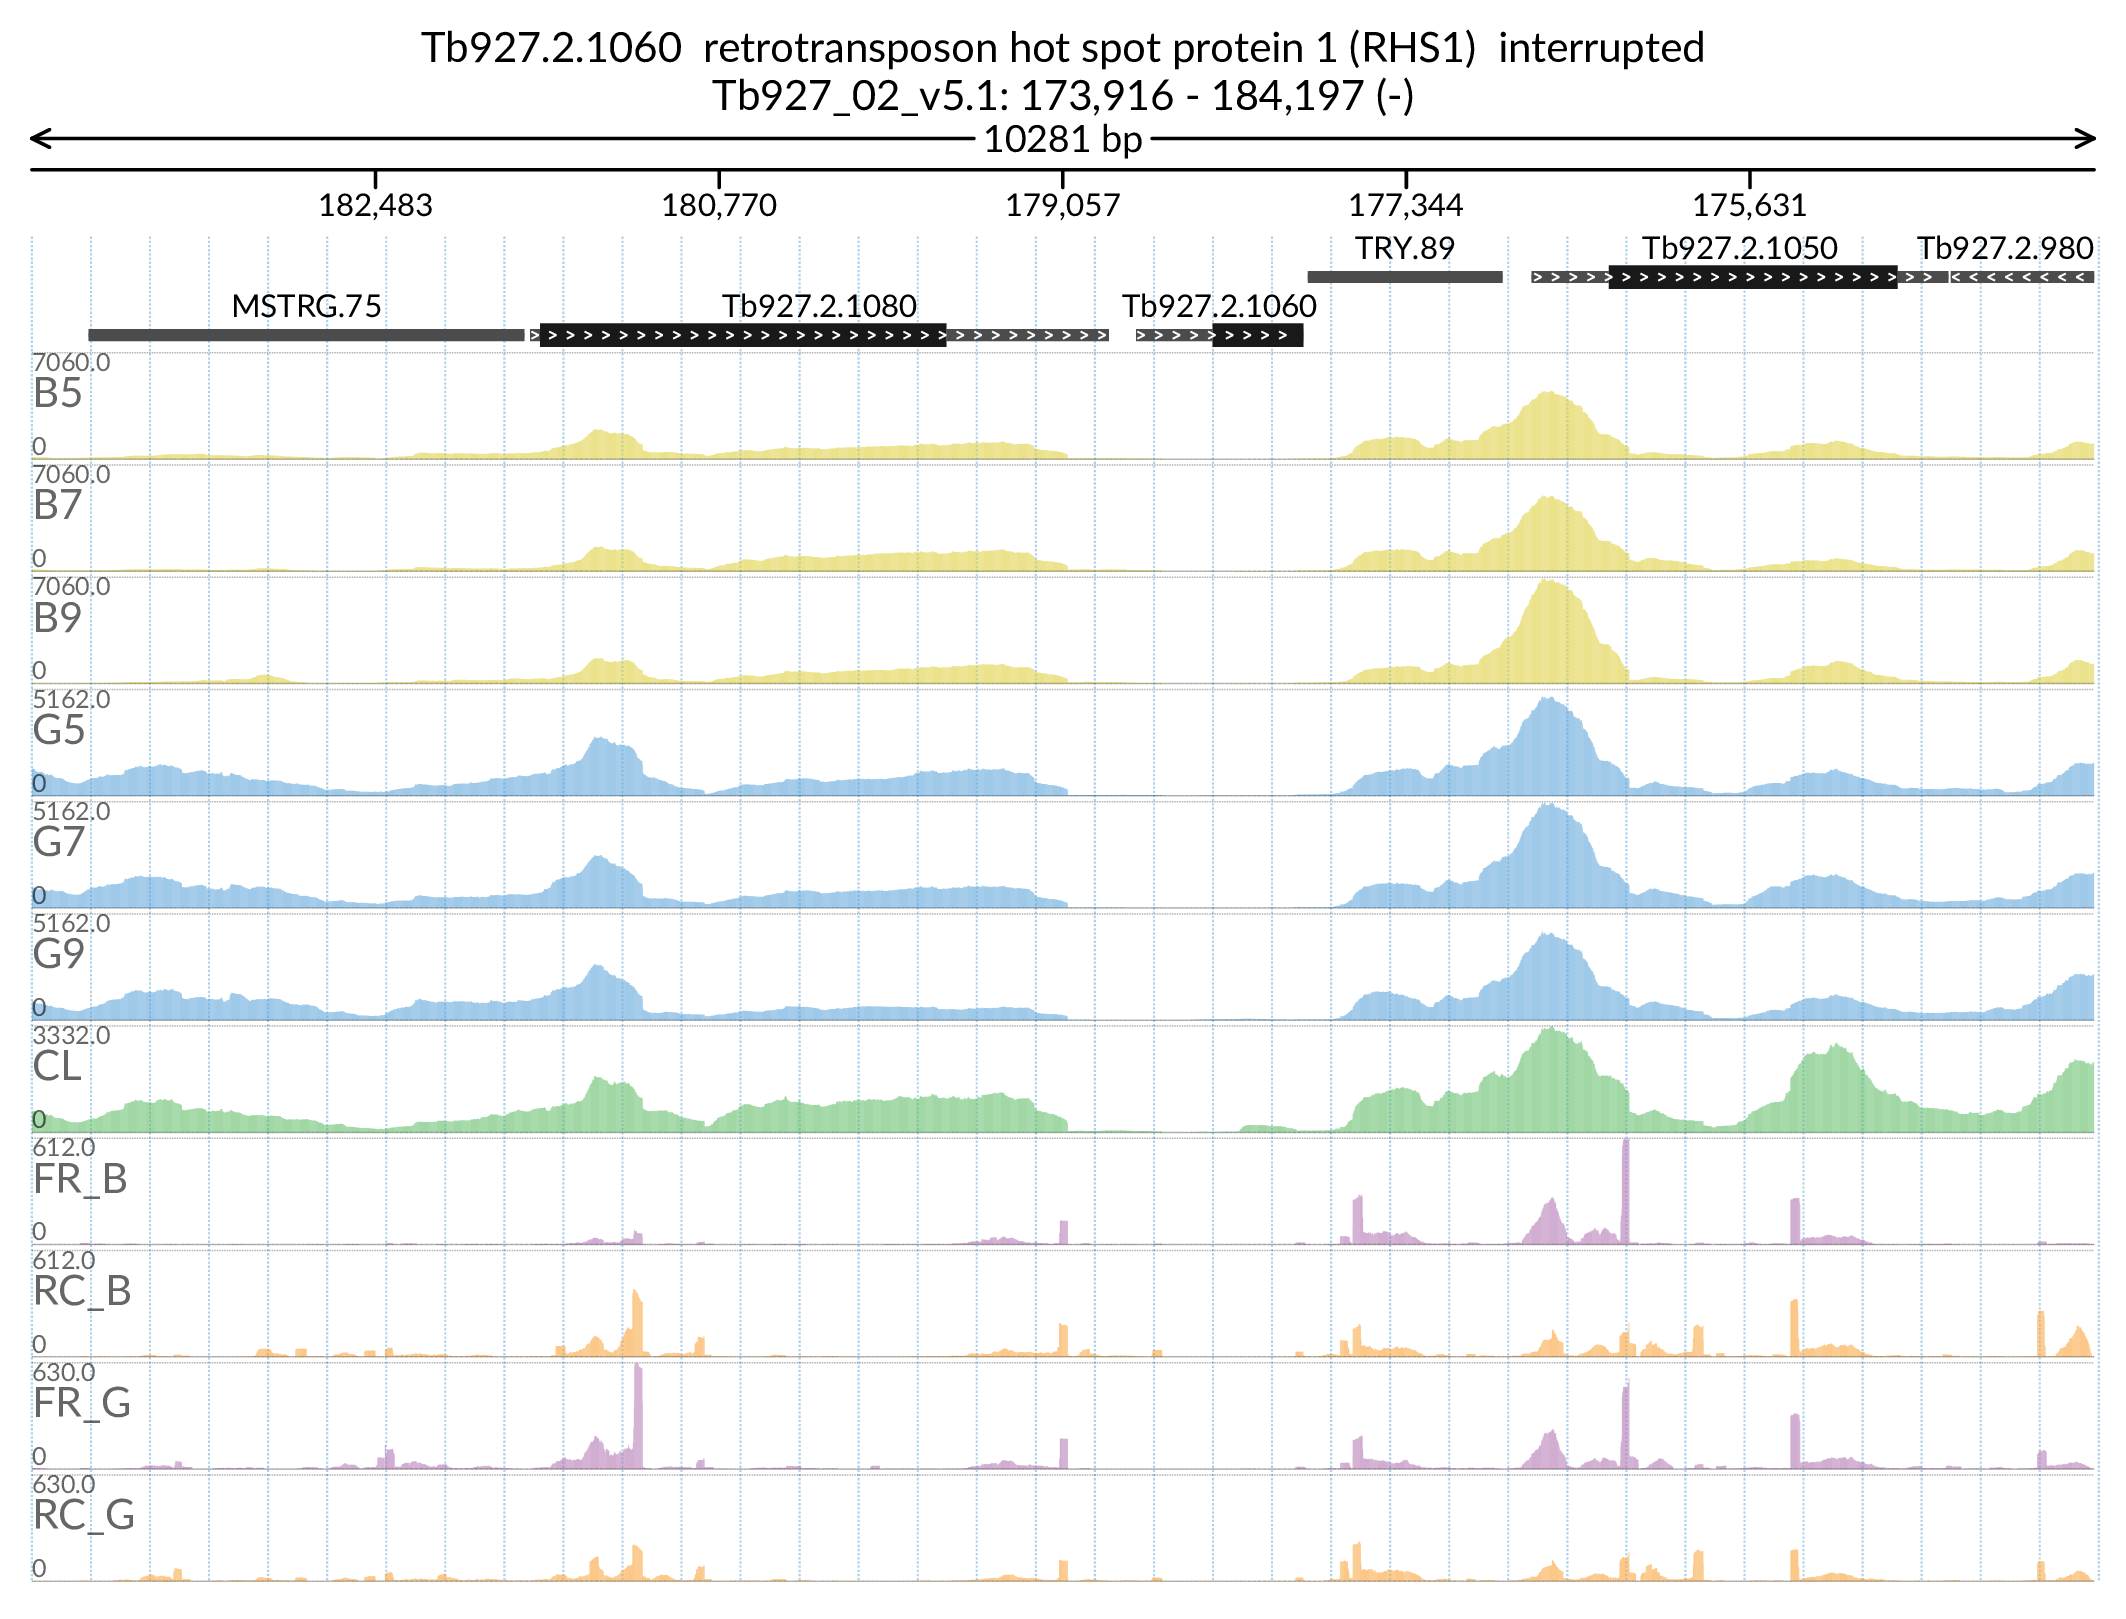 Tb927.2.1060  retrotransposon hot spot protein 1 (RHS1)  interrupted
Tb927_02_v5.1: 173,916 - 184,197 (-)
10281 bp
182,483 180,770 179,057 177,344 175,631
TRY.89 Tb927.2.1050 Tb927.2.980
MSTRG.75 Tb927.2.1080 Tb927.2.1060
7060.0
B5
0
7060.0
B7
0
7060.0
B9
0
5162.0
G5
0
5162.0
G7
0
5162.0
G9
0
3332.0
CL
0
612.0
FR_B
0
612.0
RC_B
0
630.0
FR_G
0
630.0
RC_G
0